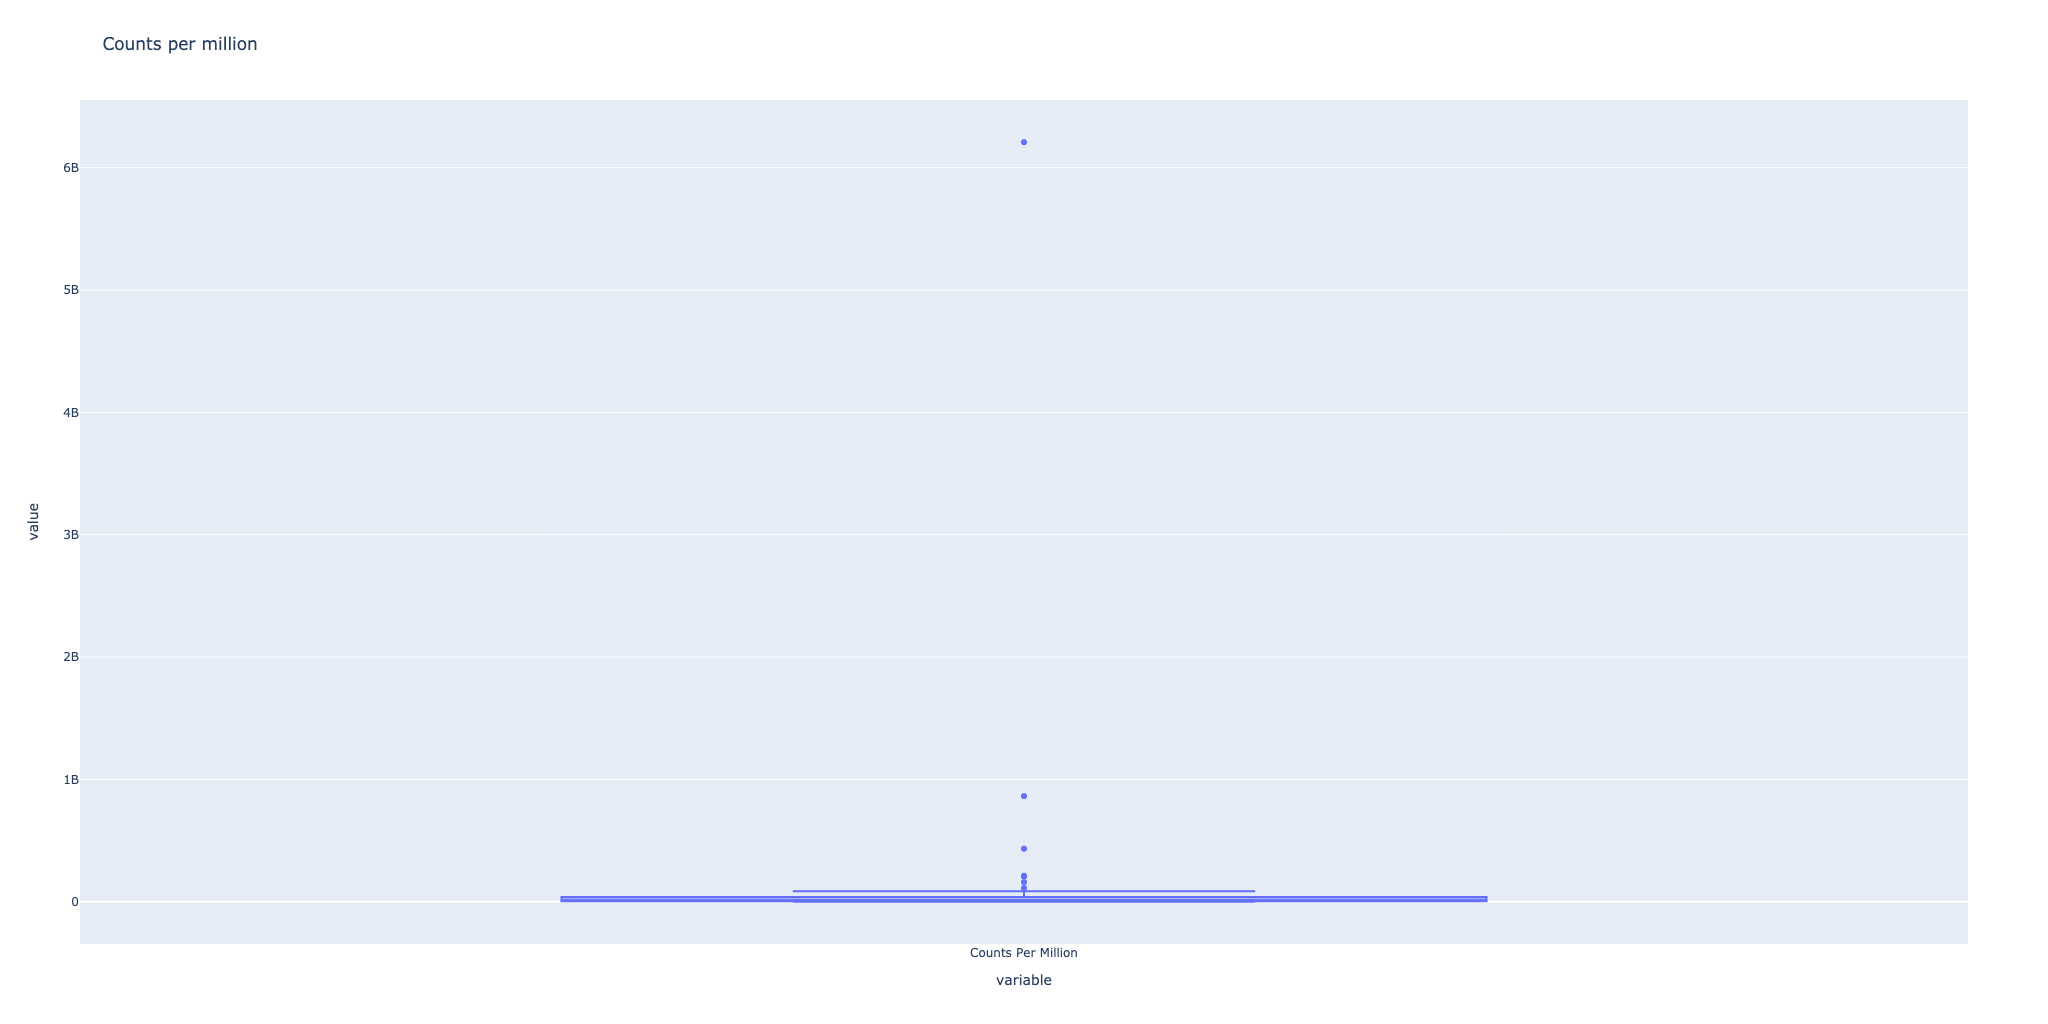 Counts per million
6B
5B
4B
3B
2B
1B
0
value
Counts Per Million
variable